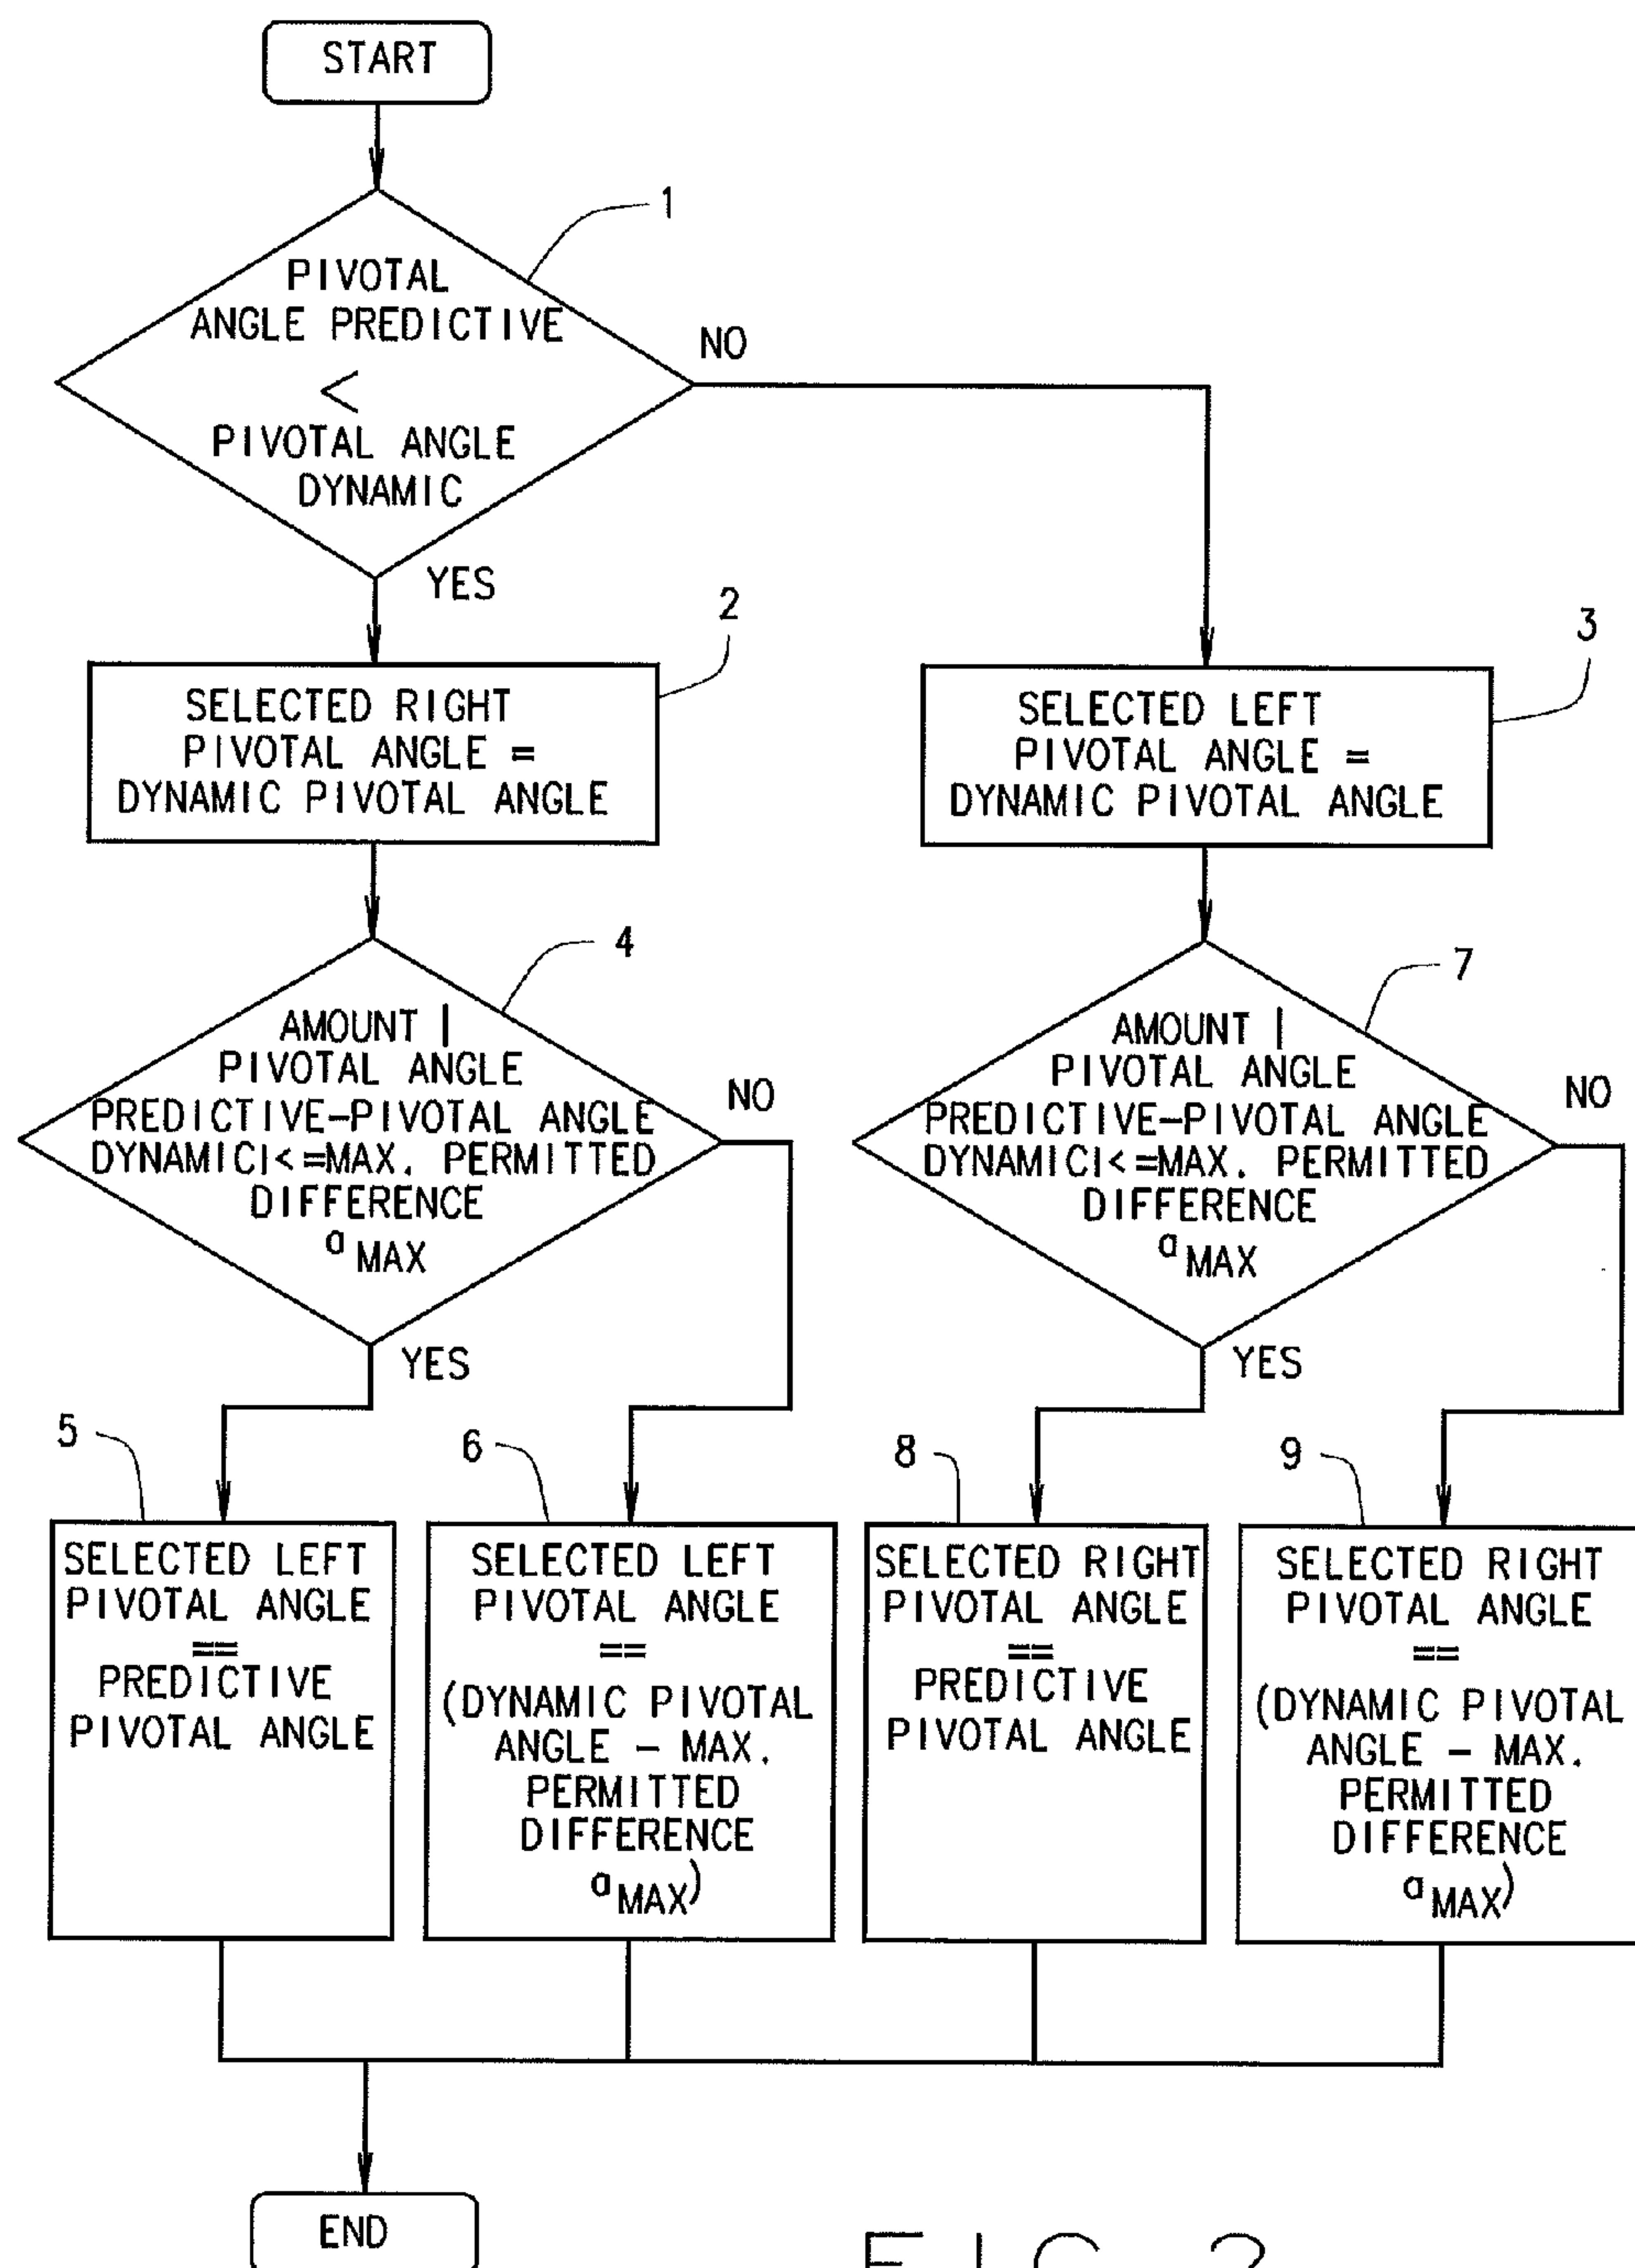 START
1
PIVOTAL
ANGLE PREDICTIVE
<
PIVOTAL ANGLE
DYNAMIC
NO
YES
2
SELECTED RIGHT
PIVOTAL ANGLE =
DYNAMIC PIVOTAL ANGLE
3
SELECTED LEFT
PIVOTAL ANGLE =
DYNAMIC PIVOTAL ANGLE
4
AMOUNT |
PIVOTAL ANGLE
PREDICTIVE-PIVOTAL ANGLE
DYNAMIC|<=MAX. PERMITTED
DIFFERENCE
a MAX
NO
YES
7
AMOUNT |
PIVOTAL ANGLE
PREDICTIVE-PIVOTAL ANGLE
DYNAMIC|<=MAX. PERMITTED
DIFFERENCE
a MAX
NO
YES
5
SELECTED LEFT
PIVOTAL ANGLE
==
PREDICTIVE
PIVOTAL ANGLE
6
SELECTED LEFT
PIVOTAL ANGLE
==
(DYNAMIC PIVOTAL
ANGLE - MAX.
PERMITTED
DIFFERENCE
a MAX)
8
SELECTED RIGHT
PIVOTAL ANGLE
==
PREDICTIVE
PIVOTAL ANGLE
9
SELECTED RIGHT
PIVOTAL ANGLE
==
(DYNAMIC PIVOTAL
ANGLE - MAX.
PERMITTED
DIFFERENCE
a MAX)
END